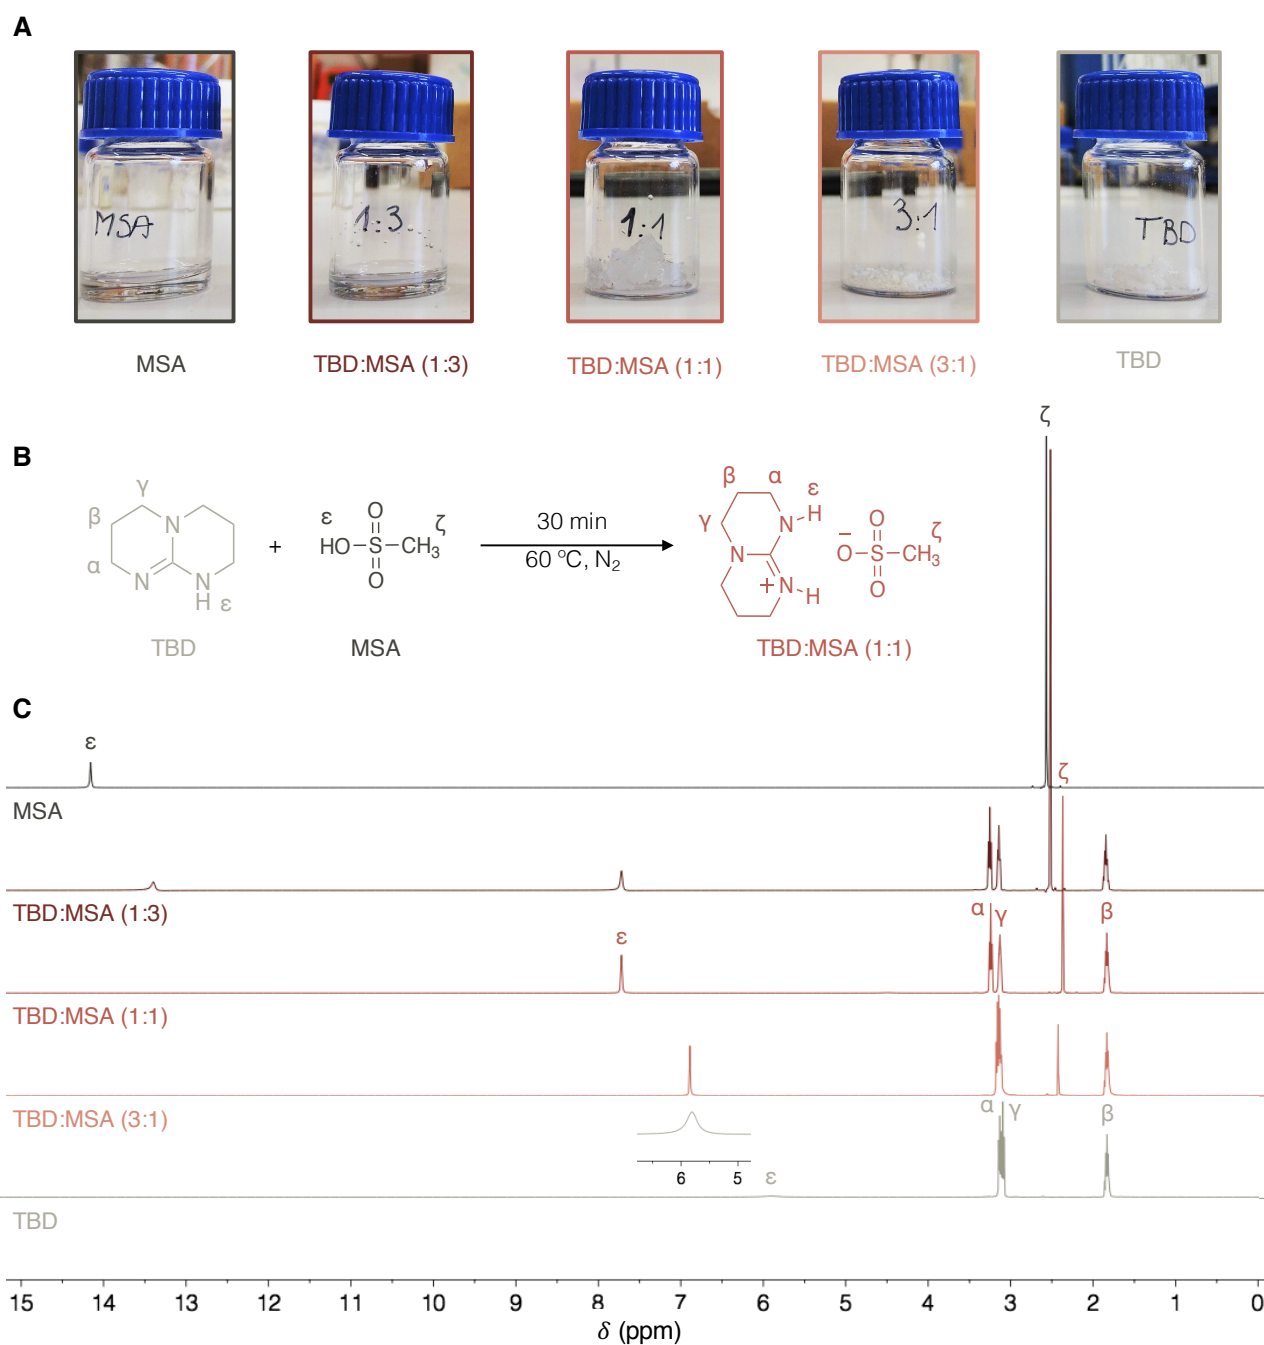 A
MSA
1:3
1:1
3:1
TBD
MSA
TBD:MSA (1:3)
TBD:MSA (1:1)
TBD:MSA (3:1)
TBD
B
γ
β
α
N
N
N
H
ε
TBD
+
ε
ζ
O
HO S CH₃
O
MSA
30 min
60 °C, N₂
β
α
ε
γ
N
H
N
+
N
H
ζ
O
−
O S CH₃
O
TBD:MSA (1:1)
C
ζ
ε
MSA
ζ
TBD:MSA (1:3)
ε
α
γ
β
TBD:MSA (1:1)
TBD:MSA (3:1)
α
γ
β
6 5
ε
TBD
15 14 13 12 11 10 9 8 7 6 5 4 3 2 1 0
δ (ppm)